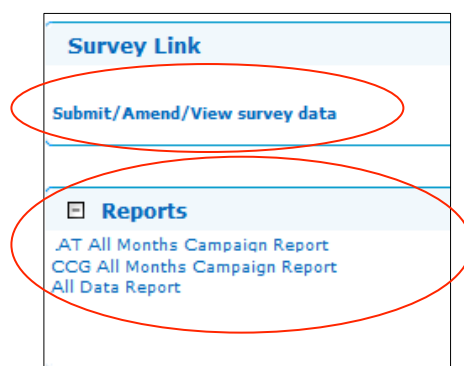 Survey Link
Submit/Amend/View survey data
Reports
.AT All Months Campaign Report
CCG All Months Campaign Report
All Data Report